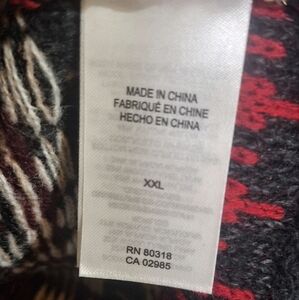 MADE IN CHINA
FABRIQUÉ EN CHINE
HECHO EN CHINA
XXL
RN 80318
CA 02985